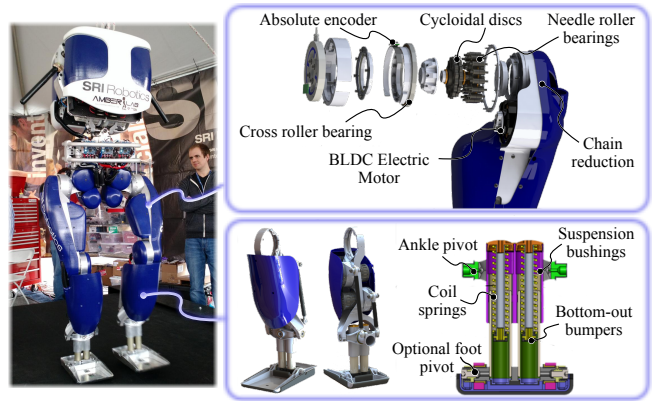 SRI Robotics
AMBER LAB
Absolute encoder
Cycloidal discs
Needle roller
bearings
Cross roller bearing
BLDC Electric
Motor
Chain
reduction
Ankle pivot
Suspension
bushings
Coil
springs
Bottom-out
bumpers
Optional foot
pivot